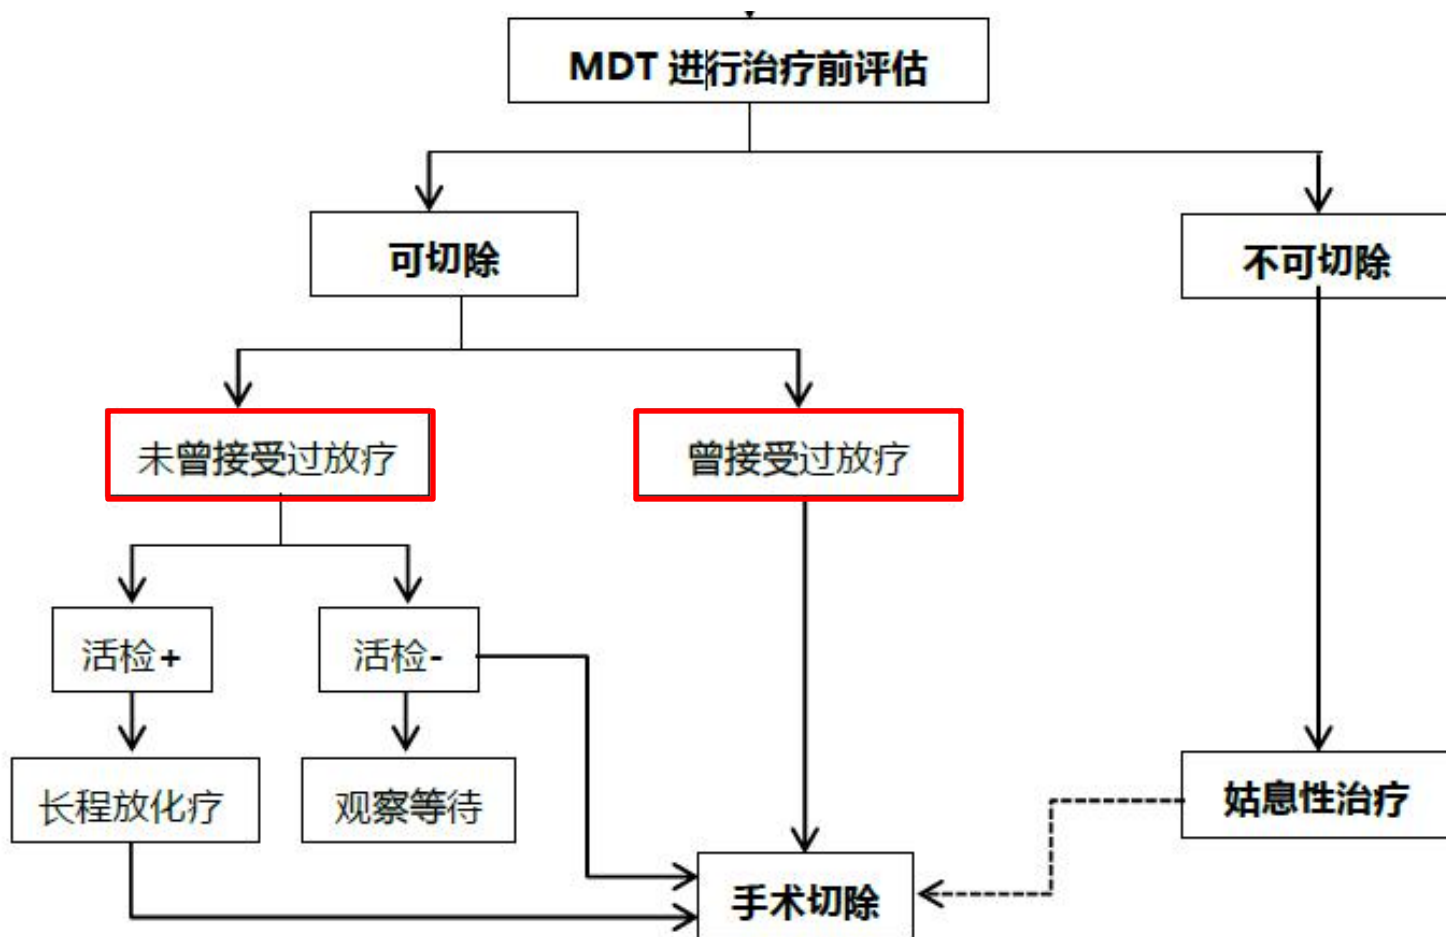 MDT 进行治疗前评估
可切除
不可切除
未曾接受过放疗
曾接受过放疗
活检+
活检-
长程放化疗
观察等待
姑息性治疗
手术切除